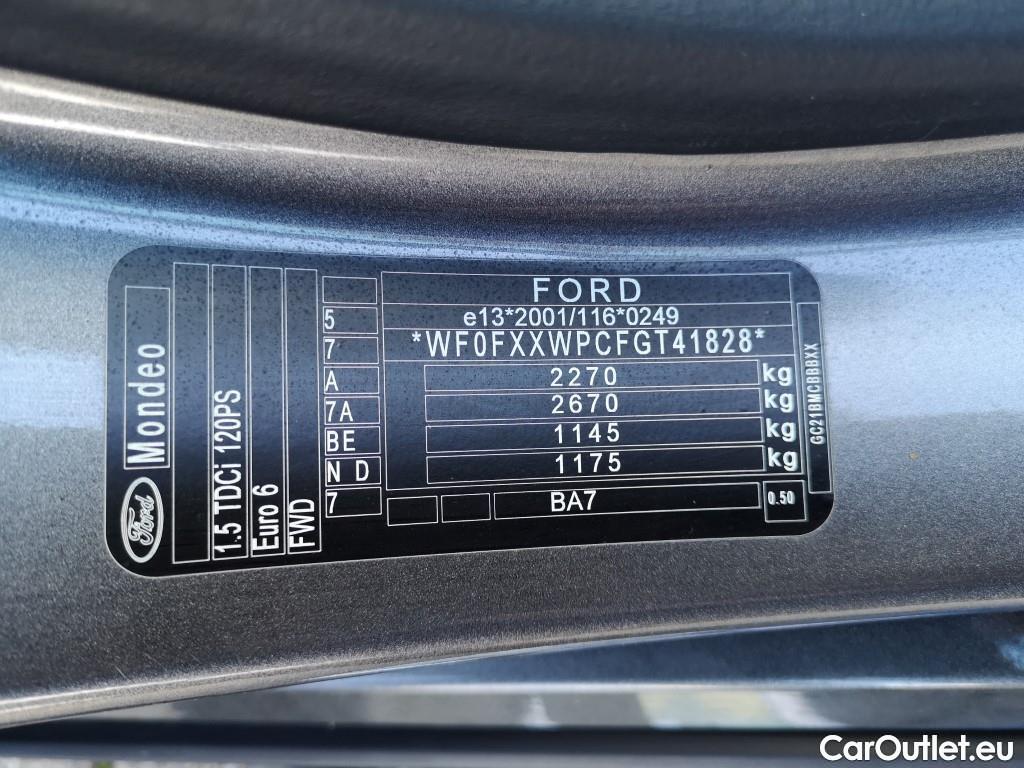 Ford
Mondeo
1.5 TDCi 120PS
Euro 6
FWD
5
7
A
7A
BE
N D
7
FORD
e13*2001/116*0249
*WF0FXXWPCFGT41828*
2270 kg
2670 kg
1145 kg
1175 kg
BA7
0.50
GC21BMCBBBXX
CarOutlet.eu